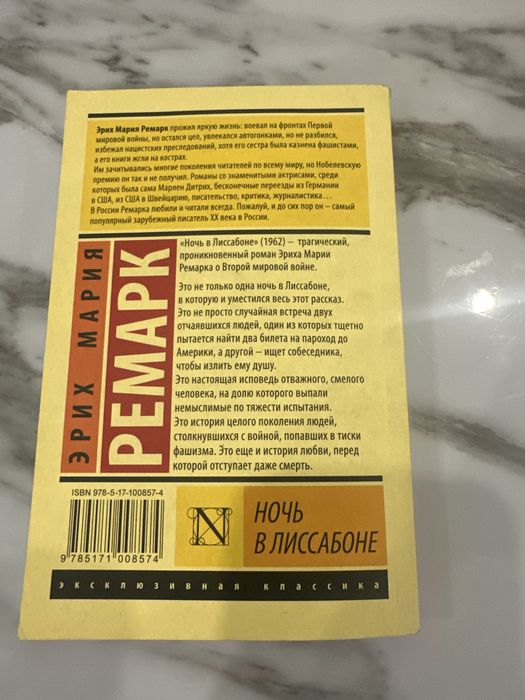 Эрих Мария Ремарк прожил яркую жизнь: воевал на фронтах Первой
мировой войны, но остался цел, увлекался автогонками, но не разбился,
избежал нацистских преследований, хотя его сестра была казнена фашистами,
а его книги жгли на кострах.
Им зачитывались многие поколения читателей по всему миру, но Нобелевскую
премию он так и не получил. Романы со знаменитыми актрисами, среди
которых была сама Марлен Дитрих, бесконечные переезды из Германии
в США, из США в Швейцарию, писательство, критика, журналистика...
В России Ремарка любили и читали всегда. Пожалуй, и до сих пор он – самый
популярный зарубежный писатель XX века в России.
ЭРИХ МАРИЯ
РЕМАРК
«Ночь в Лиссабоне» (1962) – трагический,
проникновенный роман Эриха Марии
Ремарка о Второй мировой войне.
Это не только одна ночь в Лиссабоне,
в которую и уместился весь этот рассказ.
Это не просто случайная встреча двух
отчаявшихся людей, один из которых тщетно
пытается найти два билета на пароход до
Америки, а другой – ищет собеседника,
чтобы излить ему душу.
Это настоящая исповедь отважного, смелого
человека, на долю которого выпали
немыслимые по тяжести испытания.
Это история целого поколения людей,
столкнувшихся с войной, попавших в тиски
фашизма. Это еще и история любви, перед
которой отступает даже смерть.
ISBN 978-5-17-100857-4
9 785171 008574
N
НОЧЬ
В ЛИССАБОНЕ
эксклюзивная классика